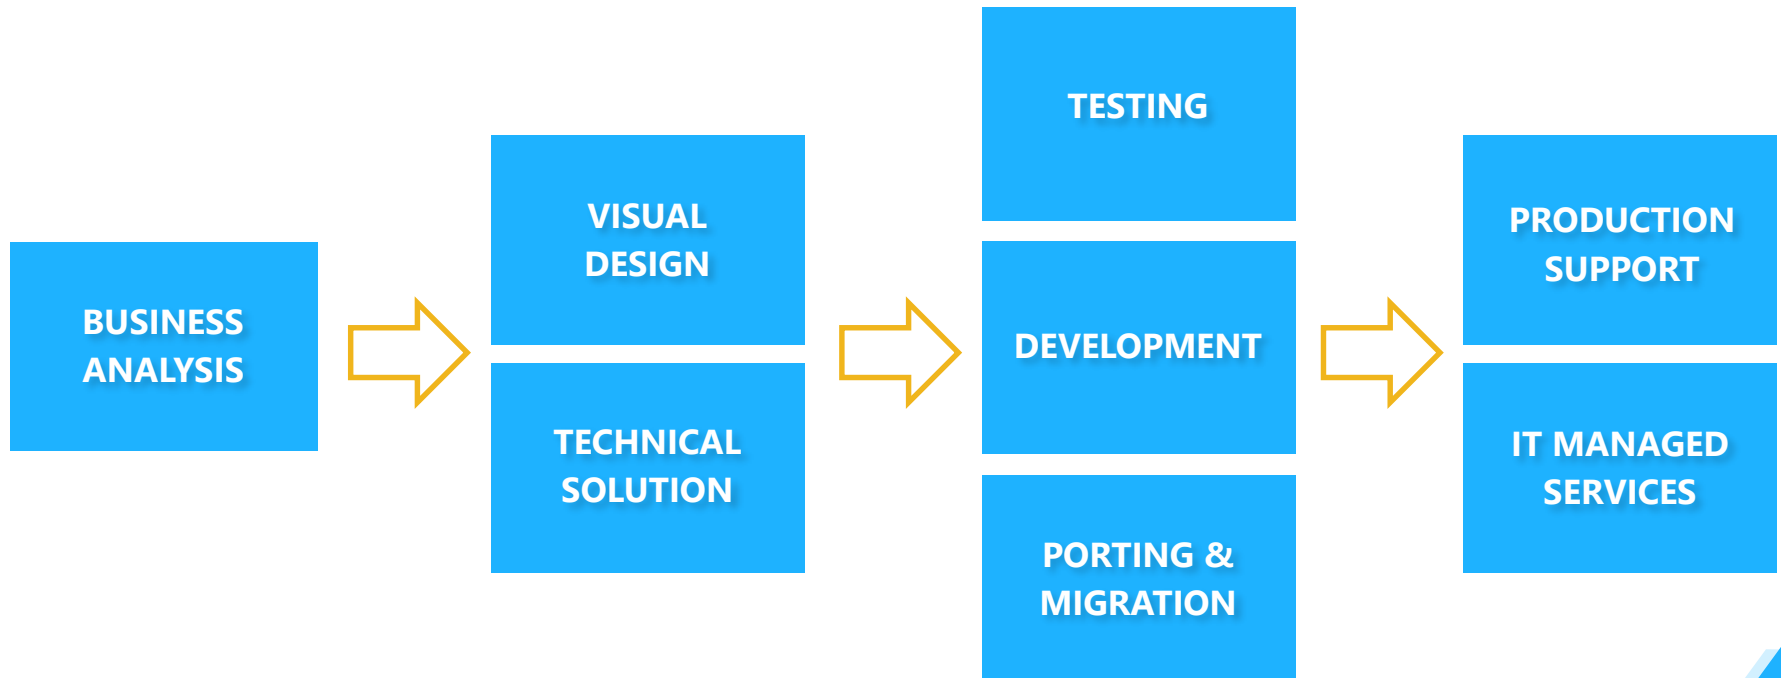 BUSINESS
ANALYSIS
VISUAL
DESIGN
TECHNICAL
SOLUTION
TESTING
DEVELOPMENT
PORTING &
MIGRATION
PRODUCTION
SUPPORT
IT MANAGED
SERVICES